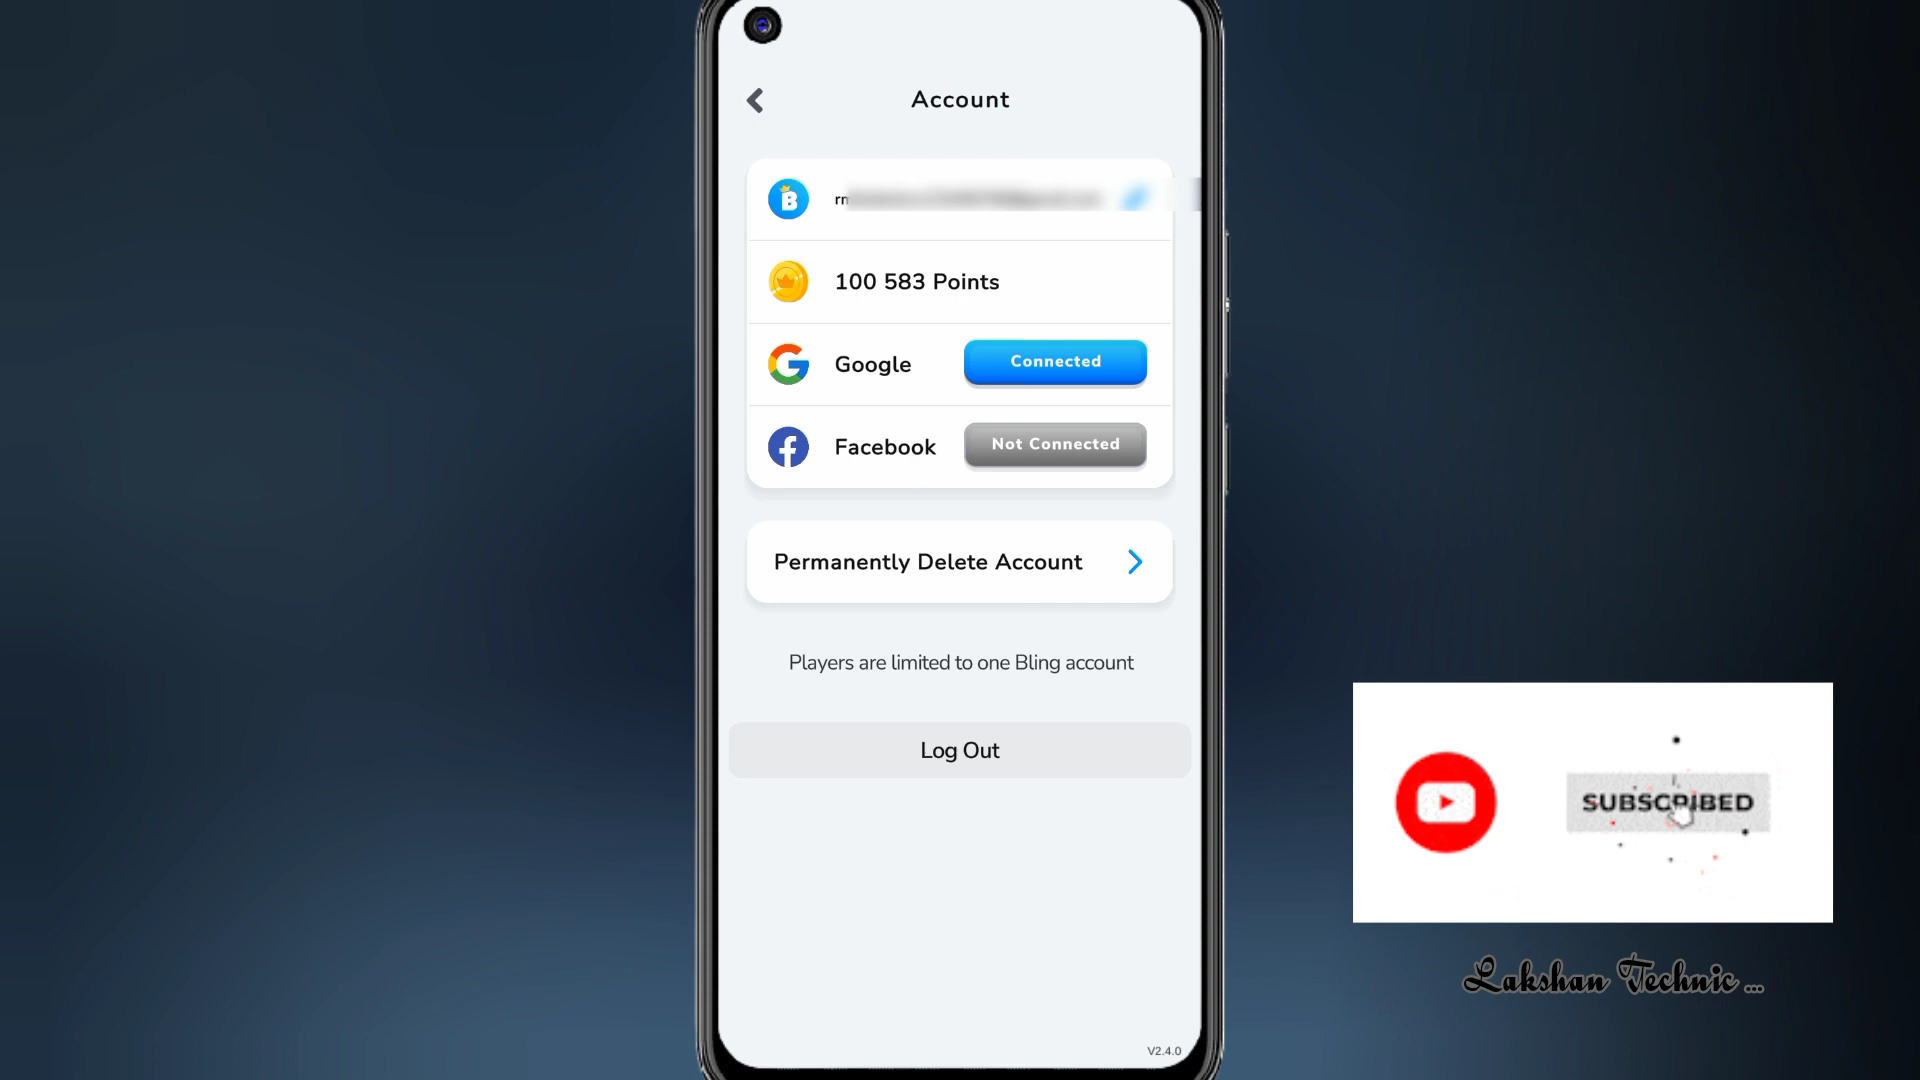 Account
100 583 Points
Google
Connected
Facebook
Not Connected
Permanently Delete Account
Players are limited to one Bling account
Log Out
V2.4.0
SUBSCRIBED
Lakshan Technic ...